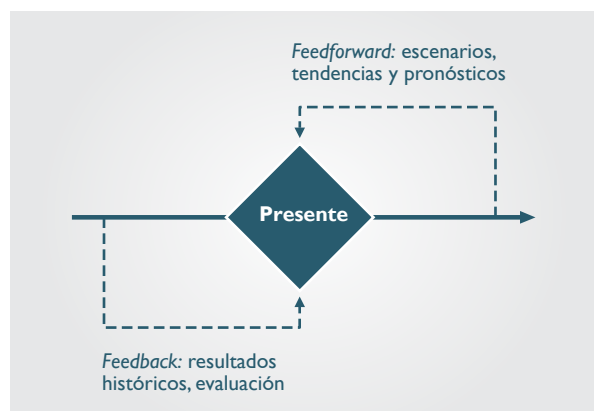 Feedforward: escenarios,
tendencias y pronósticos
Presente
Feedback: resultados
históricos, evaluación